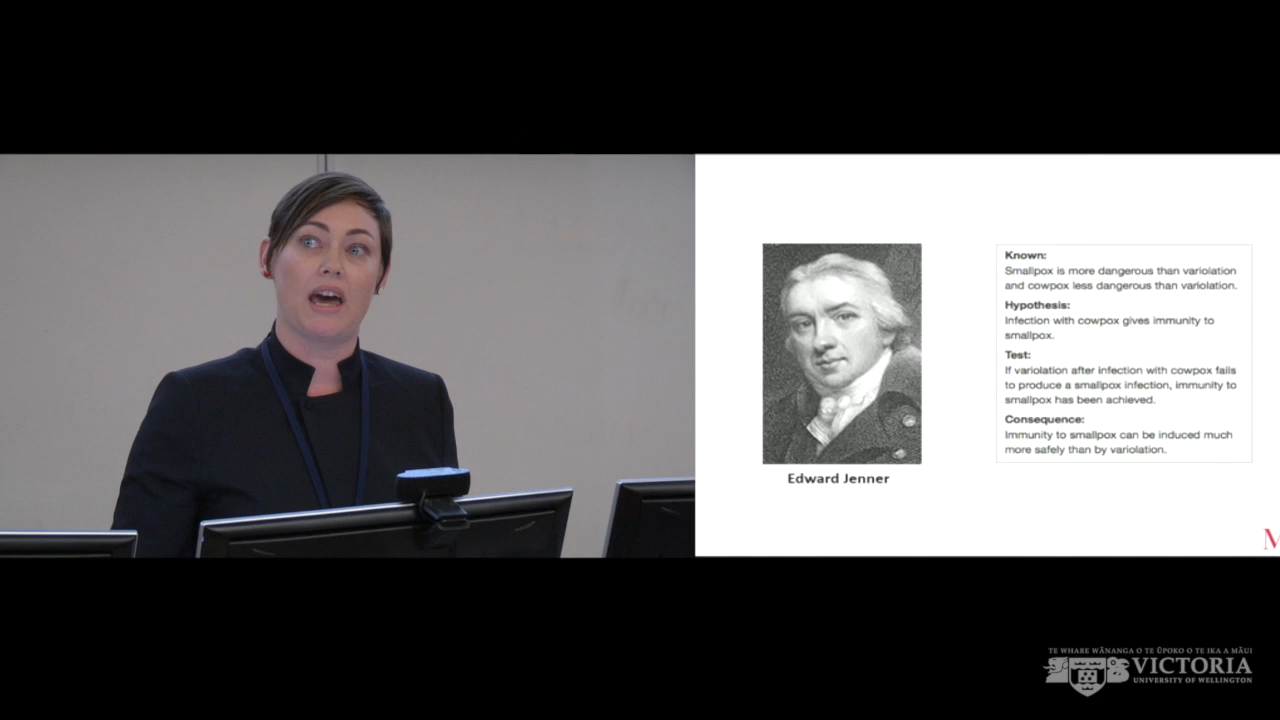 Edward Jenner
Known:
Smallpox is more dangerous than variolation
and cowpox less dangerous than variolation.
Hypothesis:
Infection with cowpox gives immunity to
smallpox.
Test:
If variolation after infection with cowpox fails
to produce a smallpox infection, immunity to
smallpox has been achieved.
Consequence:
Immunity to smallpox can be induced much
more safely than by variolation.
M
TE WHARE WĀNANGA O TE ŪPOKO O TE IKA A MĀUI
VICTORIA
UNIVERSITY OF WELLINGTON